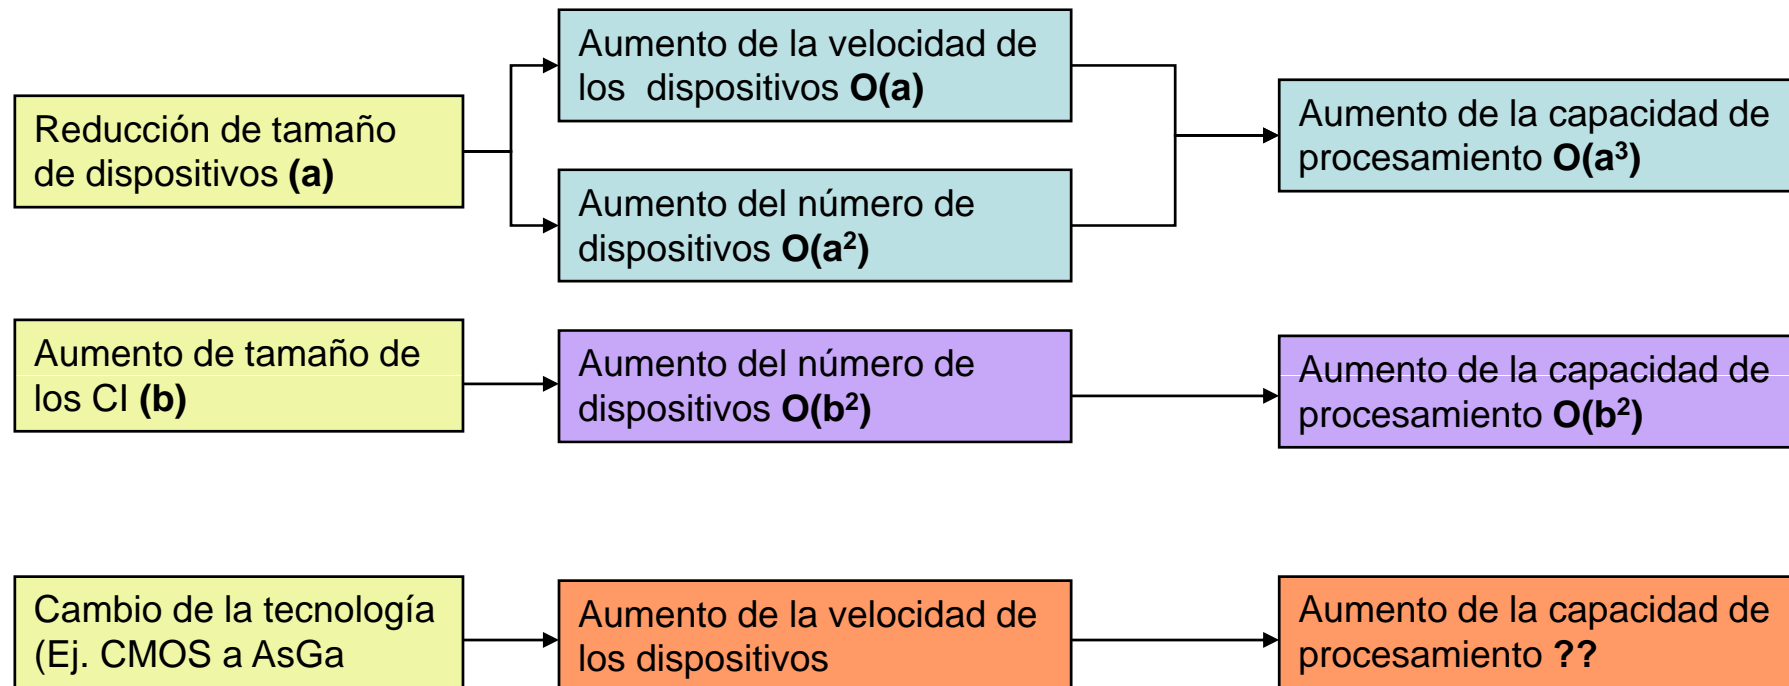 Reducción de tamaño
de dispositivos (a)
Aumento de la velocidad de
los dispositivos O(a)
Aumento del número de
dispositivos O(a²)
Aumento de la capacidad de
procesamiento O(a³)
Aumento de tamaño de
los CI (b)
Aumento del número de
dispositivos O(b²)
Aumento de la capacidad de
procesamiento O(b²)
Cambio de la tecnología
(Ej. CMOS a AsGa
Aumento de la velocidad de
los dispositivos
Aumento de la capacidad de
procesamiento ??